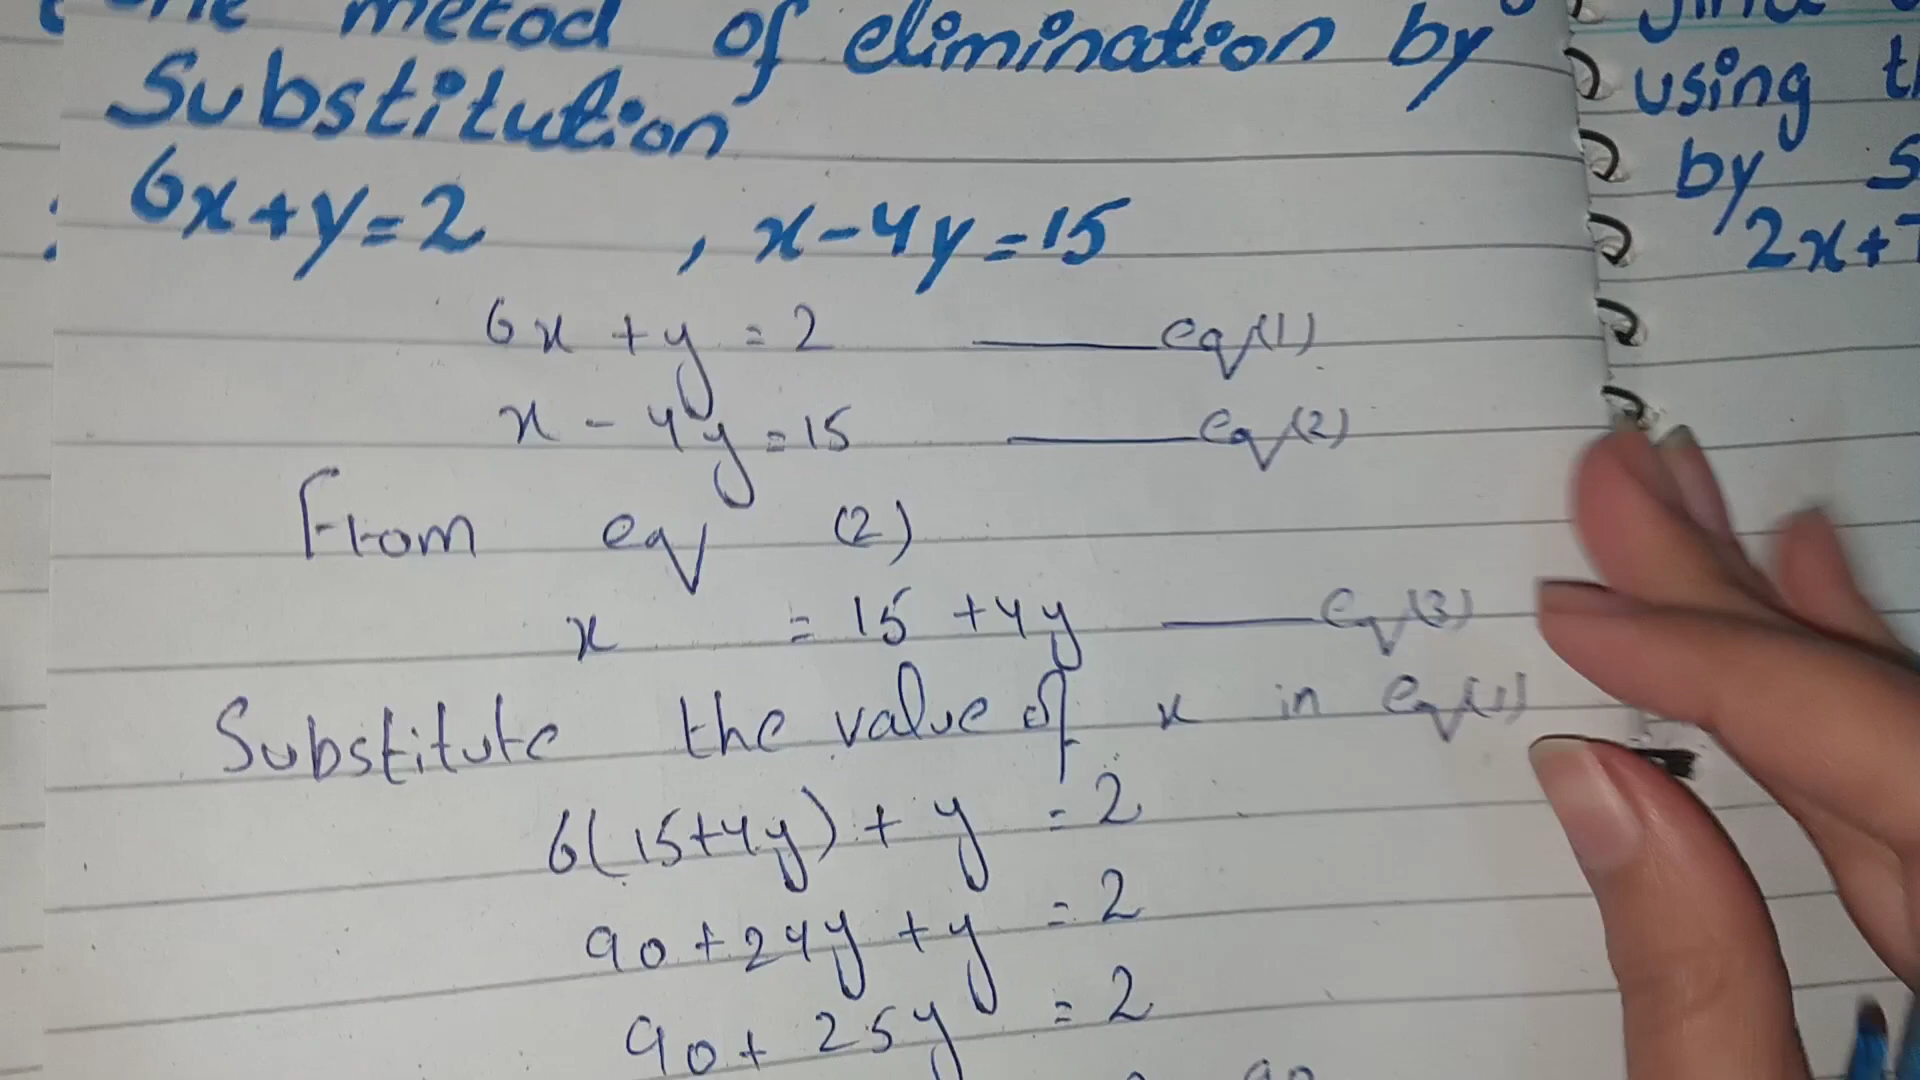 metod of elimination by
Substitution
6x+y=2 , x-4y=15
6x + y = 2 eq(1)
x - 4y = 15 eq(2)
From eq (2)
x = 15 + 4y eq(3)
Substitute the value of x in eq(1)
6(15+4y) + y = 2
90 + 24y + y = 2
90 + 25y = 2
using
by
2x+